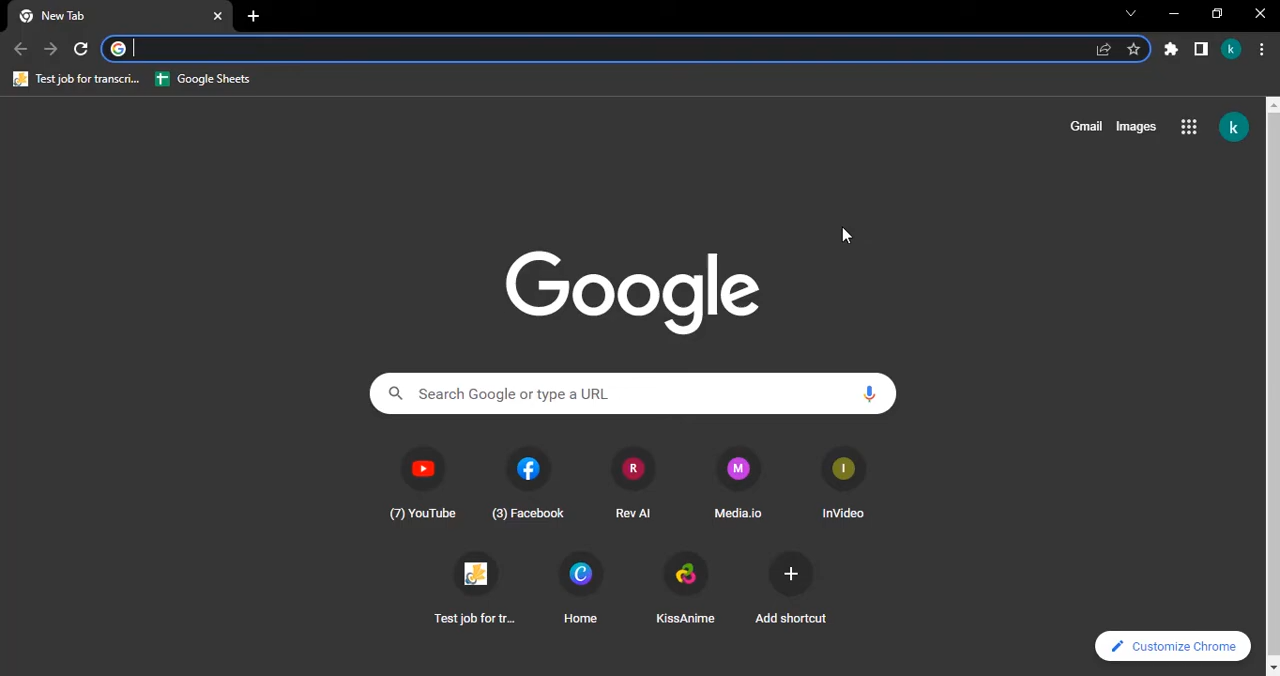 New Tab
Test job for transcri...
Google Sheets
Gmail Images
k
Google
Search Google or type a URL
(7) YouTube
(3) Facebook
R
Rev AI
M
Media.io
I
InVideo
Test job for tr...
C
Home
KissAnime
Add shortcut
Customize Chrome